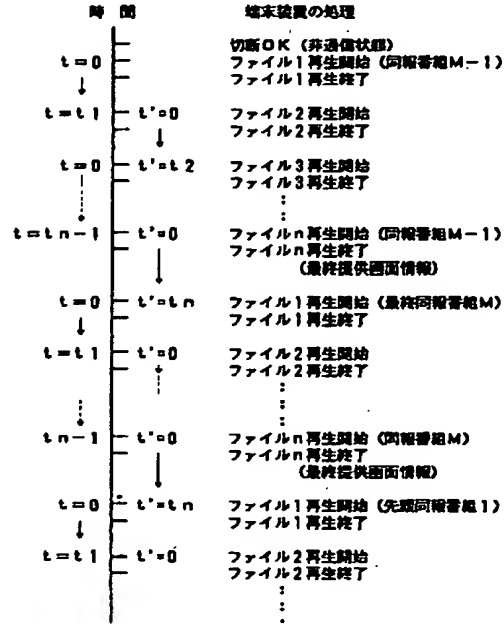 時 間 端末装置の処理
切断OK (非通信状態)
t=0 ファイル1再生開始 (同報番組M-1)
ファイル1再生終了
t=t1 t'=0 ファイル2再生開始
ファイル2再生終了
t=0 t'=t2 ファイル3再生開始
ファイル3再生終了
t=tn-1 t'=0 ファイルn再生開始 (同報番組M-1)
ファイルn再生終了
(最終提供画面情報)
t=0 t'=tn ファイル1再生開始 (最終同報番組M)
ファイル1再生終了
t=t1 t'=0 ファイル2再生開始
ファイル2再生終了
tn-1 t'=0 ファイルn再生開始 (同報番組M)
ファイルn再生終了
(最終提供画面情報)
t=0 t'=tn ファイル1再生開始 (先頭同報番組1)
ファイル1再生終了
t=t1 t'=0 ファイル2再生開始
ファイル2再生終了